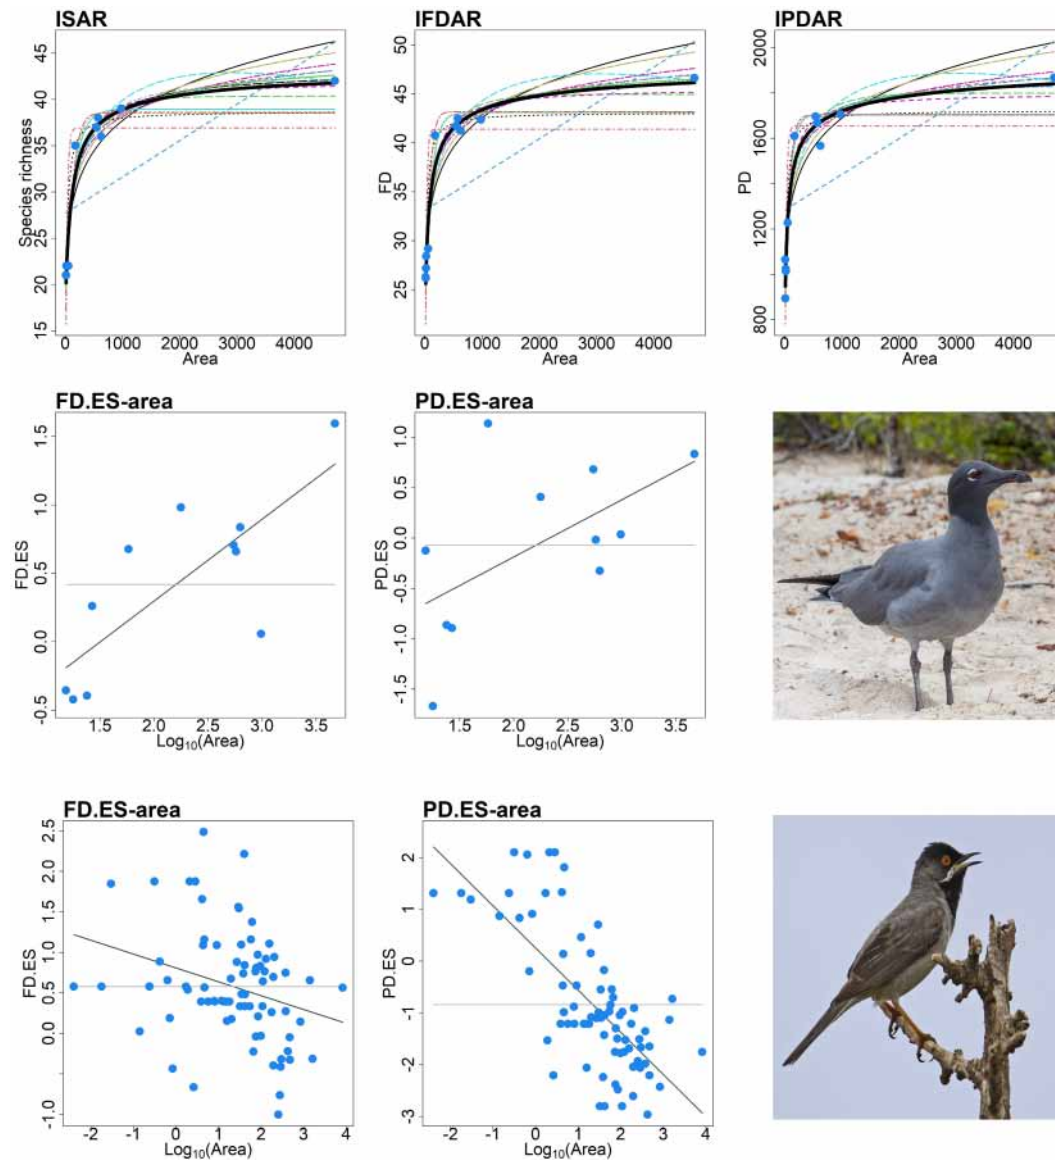 ISAR
IFDAR
IPDAR
Species richness
45
40
35
30
25
20
15
0 1000 2000 3000 4000
Area
FD
50
45
40
35
30
25
0 1000 2000 3000 4000
Area
PD
2000
1600
1200
800
0 1000 2000 3000 4000
Area
FD.ES-area
PD.ES-area
FD.ES
1.5
1.0
0.5
0.0
-0.5
1.5 2.0 2.5 3.0 3.5
Log₁₀(Area)
PD.ES
1.0
0.5
0.0
-0.5
-1.0
-1.5
1.5 2.0 2.5 3.0 3.5
Log₁₀(Area)
FD.ES-area
PD.ES-area
FD.ES
2.5
2.0
1.5
1.0
0.5
0.0
-1.0
-2 -1 0 1 2 3 4
Log₁₀(Area)
PD.ES
2
1
0
-1
-2
-3
-2 -1 0 1 2 3 4
Log₁₀(Area)